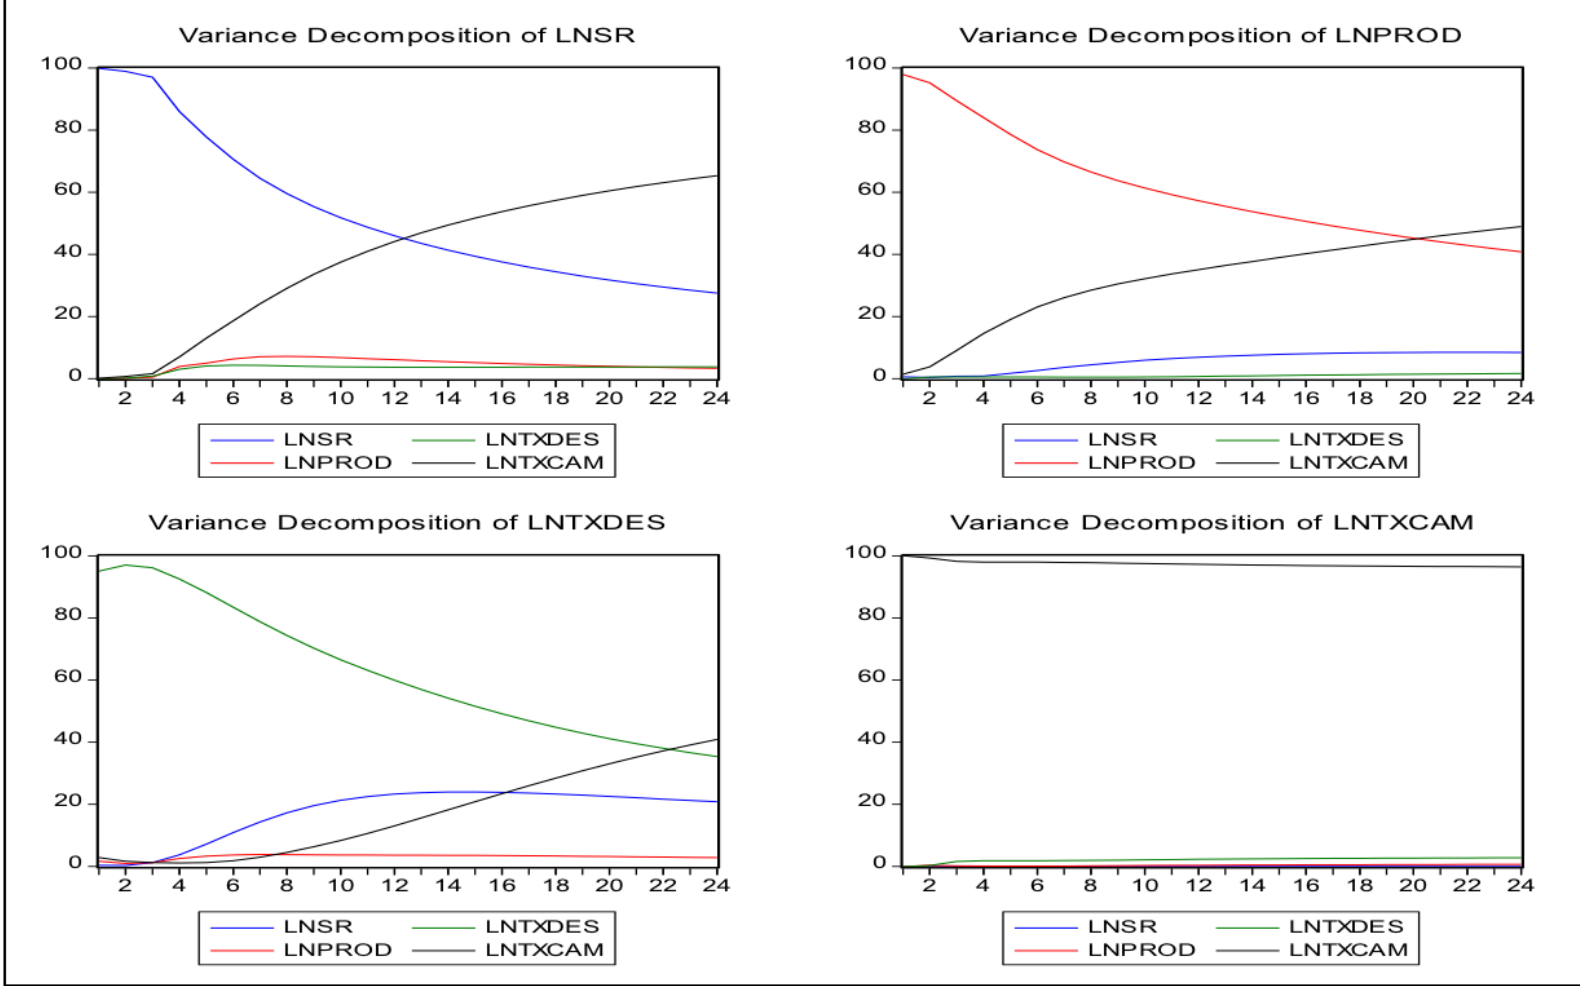 Variance Decomposition of LNSR
100
80
60
40
20
0
2 4 6 8 10 12 14 16 18 20 22 24
LNSR LNTXDES
LNPROD LNTXCAM
Variance Decomposition of LNPROD
100
80
60
40
20
0
2 4 6 8 10 12 14 16 18 20 22 24
LNSR LNTXDES
LNPROD LNTXCAM
Variance Decomposition of LNTXDES
100
80
60
40
20
0
2 4 6 8 10 12 14 16 18 20 22 24
LNSR LNTXDES
LNPROD LNTXCAM
Variance Decomposition of LNTXCAM
100
80
60
40
20
0
2 4 6 8 10 12 14 16 18 20 22 24
LNSR LNTXDES
LNPROD LNTXCAM